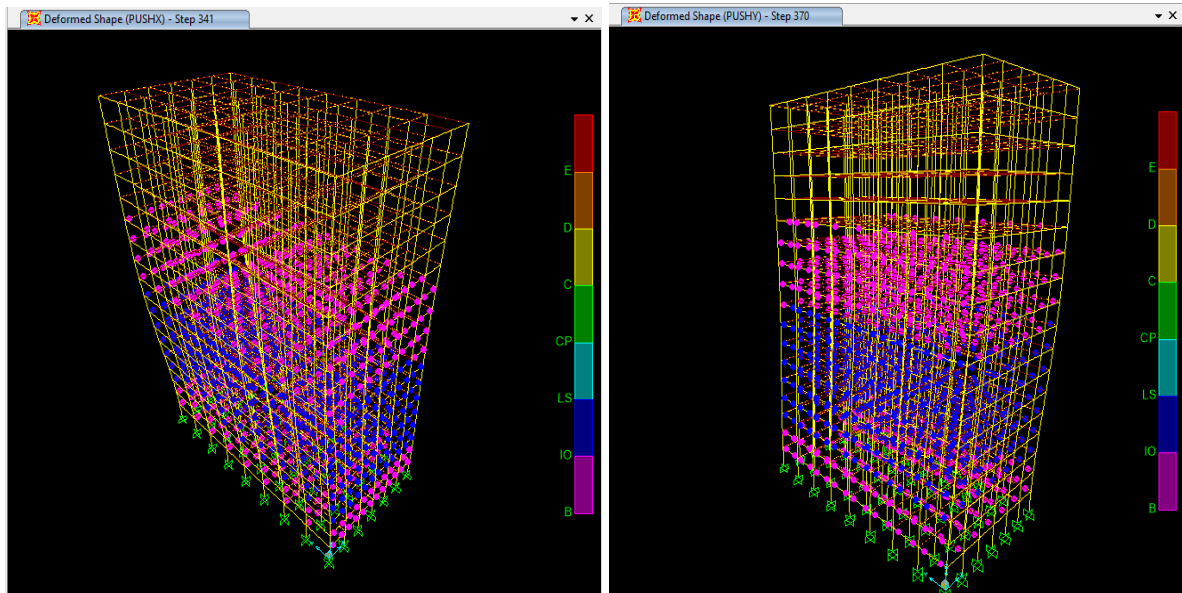 Deformed Shape (PUSHX) - Step 341
E
D
C
CP
LS
IO
B
Deformed Shape (PUSHY) - Step 370
E
D
C
CP
LS
IO
B